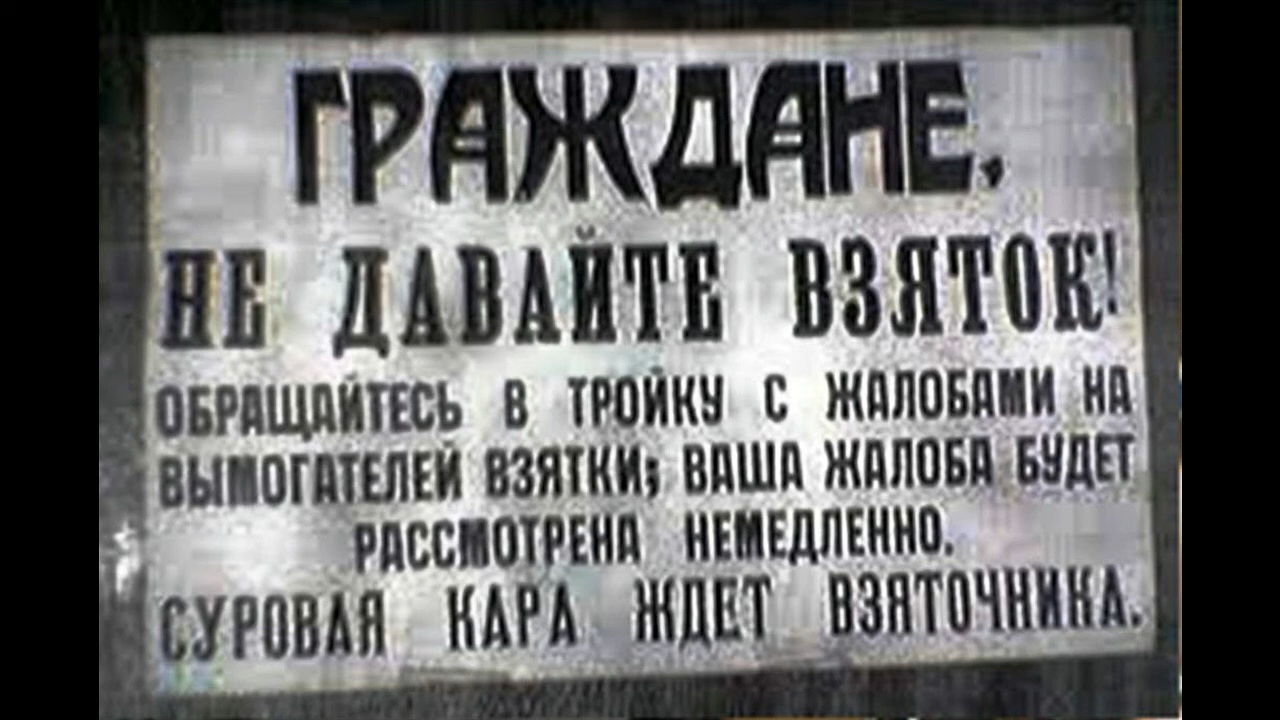 ГРАЖДАНЕ,
НЕ ДАВАЙТЕ ВЗЯТОК!
ОБРАЩАЙТЕСЬ В ТРОЙКУ С ЖАЛОБАМИ НА
ВЫМОГАТЕЛЕЙ ВЗЯТКИ; ВАША ЖАЛОБА БУДЕТ
РАССМОТРЕНА НЕМЕДЛЕННО.
СУРОВАЯ КАРА ЖДЕТ ВЗЯТОЧНИКА.